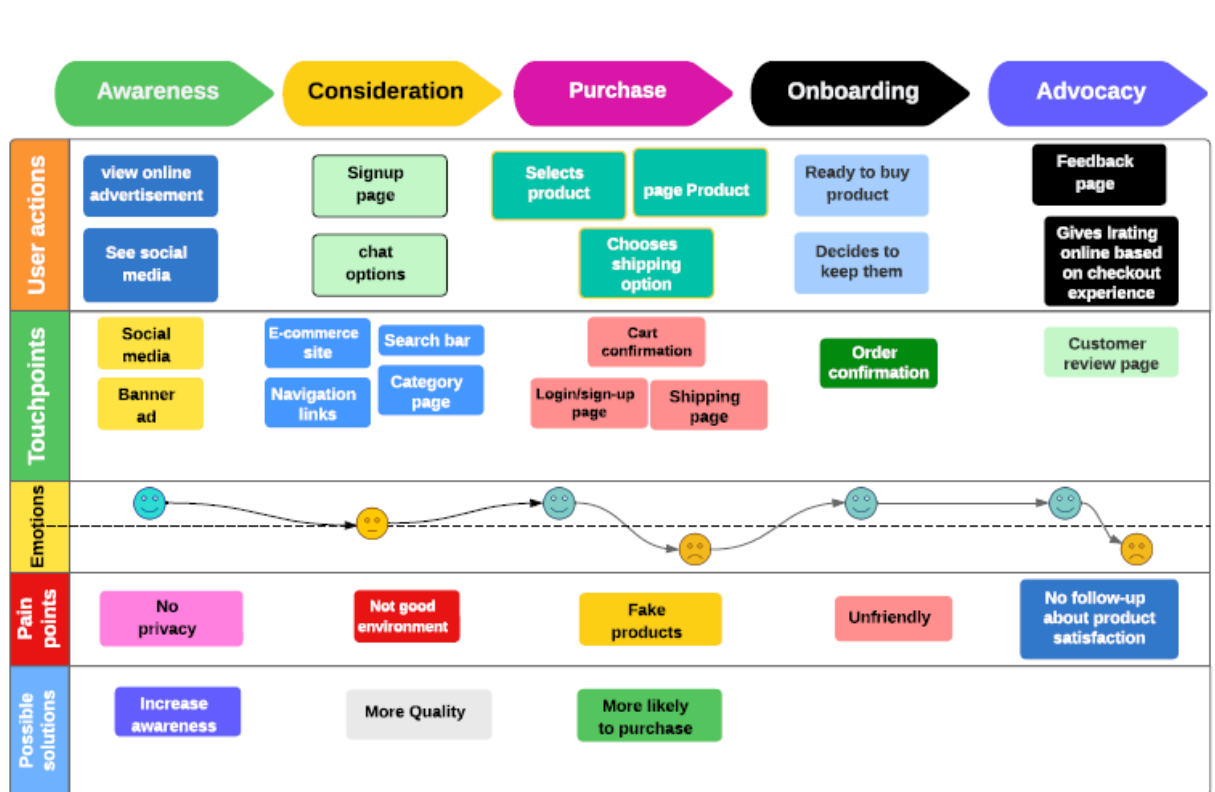 Awareness
Consideration
Purchase
Onboarding
Advocacy
User actions
view online
advertisement
See social
media
Signup
page
chat
options
Selects
product
page Product
Chooses
shipping
option
Ready to buy
product
Decides to
keep them
Feedback
page
Gives lrating
online based
on checkout
experience
Touchpoints
Social
media
Banner
ad
E-commerce
site
Search bar
Navigation
links
Category
page
Cart
confirmation
Login/sign-up
page
Shipping
page
Order
confirmation
Customer
review page
Emotions
Pain
points
No
privacy
Not good
environment
Fake
products
Unfriendly
No follow-up
about product
satisfaction
Possible
solutions
Increase
awareness
More Quality
More likely
to purchase